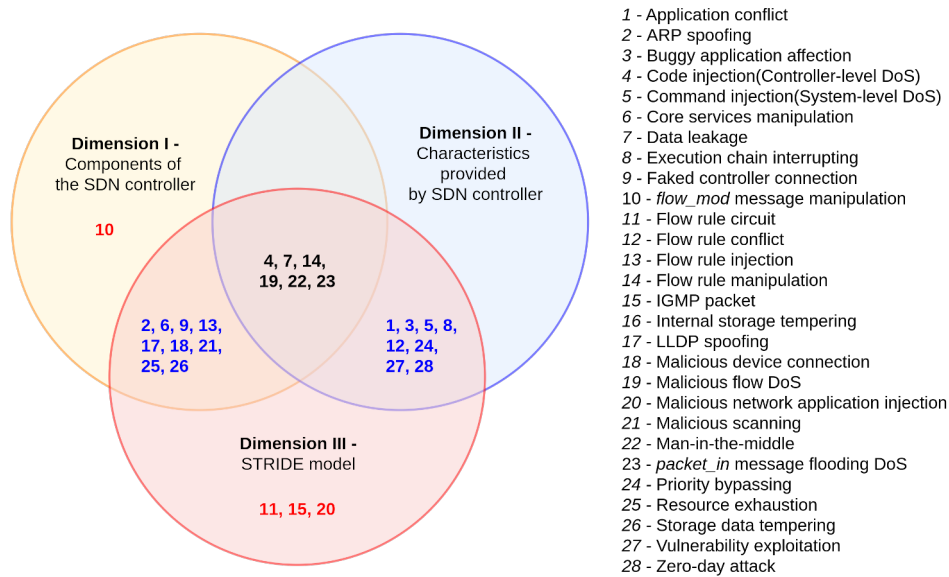 Dimension I -
Components of
the SDN controller
10
Dimension II -
Characteristics
provided
by SDN controller
4, 7, 14,
19, 22, 23
2, 6, 9, 13,
17, 18, 21,
25, 26
1, 3, 5, 8,
12, 24,
27, 28
Dimension III -
STRIDE model
11, 15, 20
1 - Application conflict
2 - ARP spoofing
3 - Buggy application affection
4 - Code injection(Controller-level DoS)
5 - Command injection(System-level DoS)
6 - Core services manipulation
7 - Data leakage
8 - Execution chain interrupting
9 - Faked controller connection
10 - flow_mod message manipulation
11 - Flow rule circuit
12 - Flow rule conflict
13 - Flow rule injection
14 - Flow rule manipulation
15 - IGMP packet
16 - Internal storage tempering
17 - LLDP spoofing
18 - Malicious device connection
19 - Malicious flow DoS
20 - Malicious network application injection
21 - Malicious scanning
22 - Man-in-the-middle
23 - packet_in message flooding DoS
24 - Priority bypassing
25 - Resource exhaustion
26 - Storage data tempering
27 - Vulnerability exploitation
28 - Zero-day attack